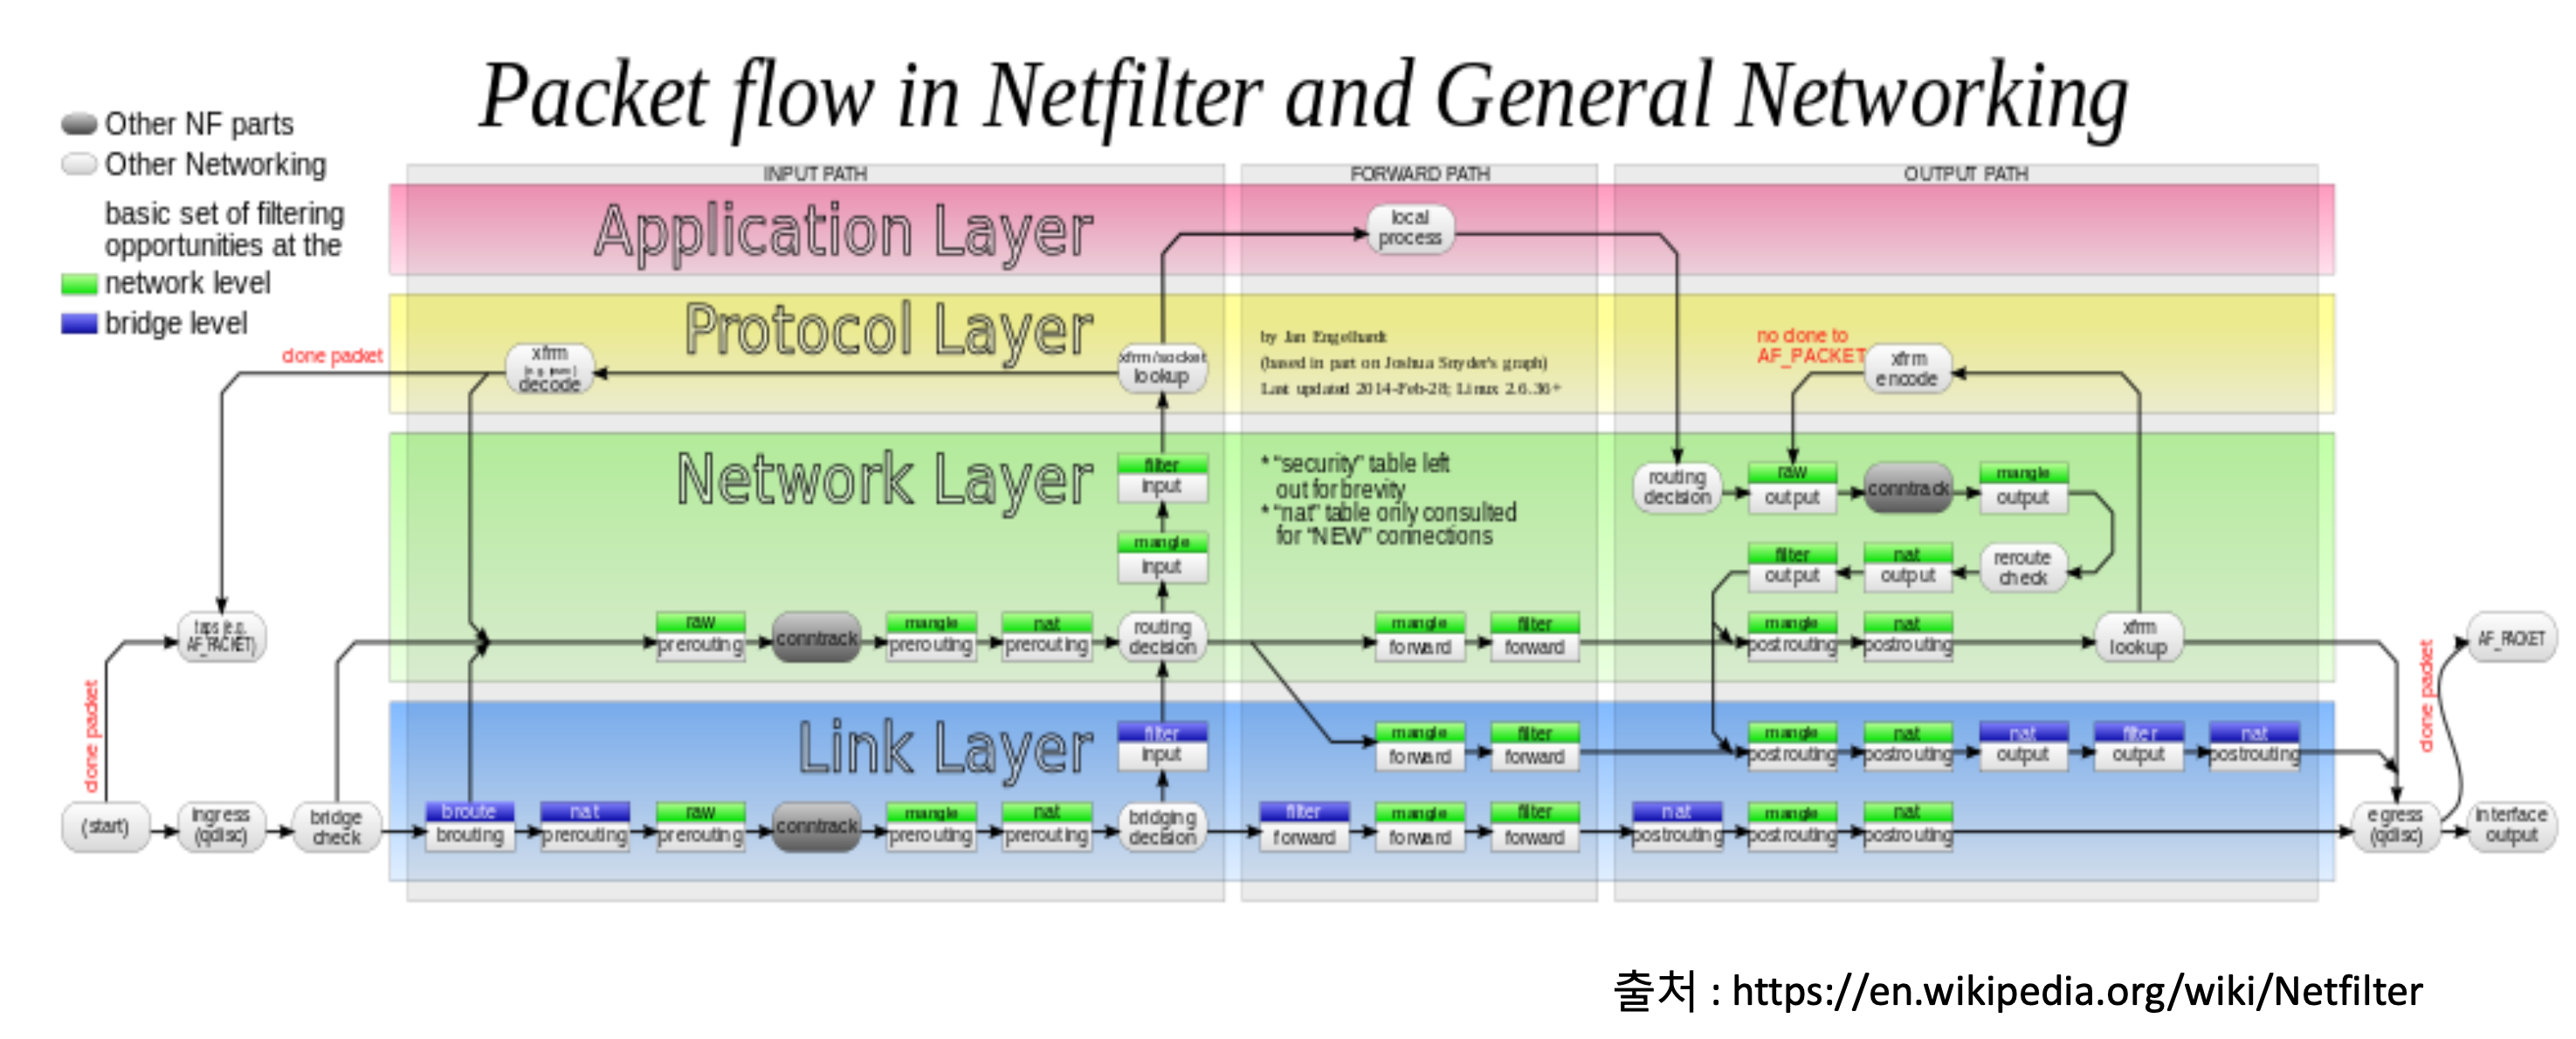 Packet flow in Netfilter and General Networking
Other NF parts
Other Networking
basic set of filtering
opportunities at the
network level
bridge level
INPUT PATH
FORWARD PATH
OUTPUT PATH
Application Layer
local
process
Protocol Layer
clone packet
xfrm
(e.g. ipsec)
decode
xfrm/socket
lookup
by Jan Engelhardt
(based in part on Joshua Snyder's graph)
Last updated 2014-Feb-28; Linux 2.6.36+
no clone to
AF_PACKET
xfrm
encode
Network Layer
filter
input
mangle
input
* "security" table left
out for brevity
* "nat" table only consulted
for "NEW" connections
routing
decision
raw
output
conntrack
mangle
output
filter
output
nat
output
reroute
check
taps (e.g.
AF_PACKET)
raw
prerouting
conntrack
mangle
prerouting
nat
prerouting
routing
decision
mangle
forward
filter
forward
mangle
postrouting
nat
postrouting
xfrm
lookup
clone packet
AF_PACKET
clone packet
Link Layer
filter
input
mangle
forward
filter
forward
mangle
postrouting
nat
postrouting
nat
output
filter
output
nat
postrouting
(start)
ingress
(qdisc)
bridge
check
broute
brouting
nat
prerouting
raw
prerouting
conntrack
mangle
prerouting
nat
prerouting
bridging
decision
filter
forward
mangle
forward
filter
forward
nat
postrouting
mangle
postrouting
nat
postrouting
egress
(qdisc)
interface
output
출처 : https://en.wikipedia.org/wiki/Netfilter